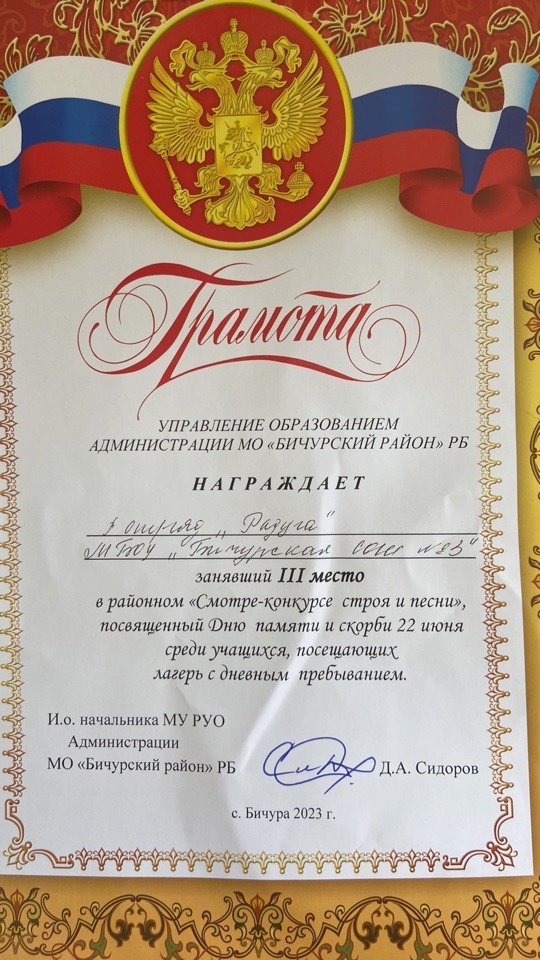 Грамота
УПРАВЛЕНИЕ ОБРАЗОВАНИЕМ
АДМИНИСТРАЦИИ МО «БИЧУРСКИЙ РАЙОН» РБ
НАГРАЖДАЕТ
отряд „Радуга"
МБОУ „Бичурская СОШ №3"
занявший III место
в районном «Смотре-конкурсе строя и песни»,
посвященный Дню памяти и скорби 22 июня
среди учащихся, посещающих
лагерь с дневным пребыванием.
И.о. начальника МУ РУО
Администрации
МО «Бичурский район» РБ Д.А. Сидоров
с. Бичура 2023 г.